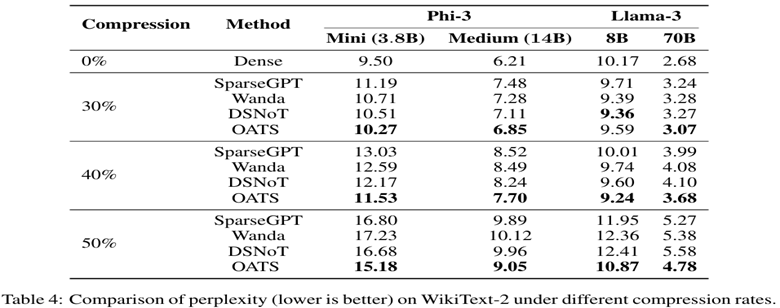 Compression Method Phi-3 Llama-3
Mini (3.8B) Medium (14B) 8B 70B
0% Dense 9.50 6.21 10.17 2.68
30% SparseGPT 11.19 7.48 9.71 3.24
Wanda 10.71 7.28 9.39 3.28
DSNoT 10.51 7.11 9.36 3.27
OATS 10.27 6.85 9.59 3.07
40% SparseGPT 13.03 8.52 10.01 3.99
Wanda 12.59 8.49 9.74 4.08
DSNoT 12.17 8.24 9.60 4.10
OATS 11.53 7.70 9.24 3.68
50% SparseGPT 16.80 9.89 11.95 5.27
Wanda 17.23 10.12 12.36 5.38
DSNoT 16.68 9.96 12.41 5.58
OATS 15.18 9.05 10.87 4.78
Table 4: Comparison of perplexity (lower is better) on WikiText-2 under different compression rates.